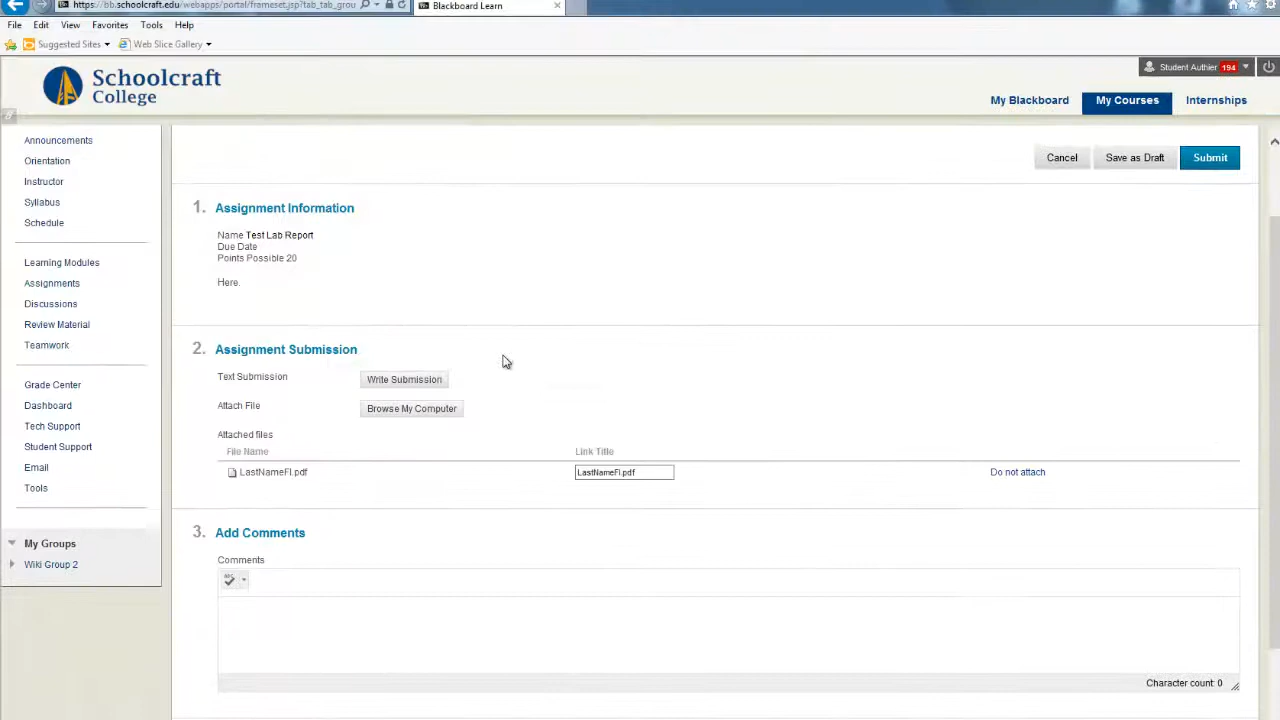 https://bb.schoolcraft.edu/webapps/portal/frameset.jsp?tab_tab_grou
Blackboard Learn
File Edit View Favorites Tools Help
Suggested Sites Web Slice Gallery
Student Authier 194
Schoolcraft
College
My Blackboard My Courses Internships
Announcements
Orientation
Instructor
Syllabus
Schedule
Learning Modules
Assignments
Discussions
Review Material
Teamwork
Grade Center
Dashboard
Tech Support
Student Support
Email
Tools
My Groups
Wiki Group 2
Cancel Save as Draft Submit
1. Assignment Information
Name Test Lab Report
Due Date
Points Possible 20
Here.
2. Assignment Submission
Text Submission Write Submission
Attach File Browse My Computer
Attached files
File Name Link Title
LastNameFI.pdf LastNameFI.pdf Do not attach
3. Add Comments
Comments
ABC
Character count: 0